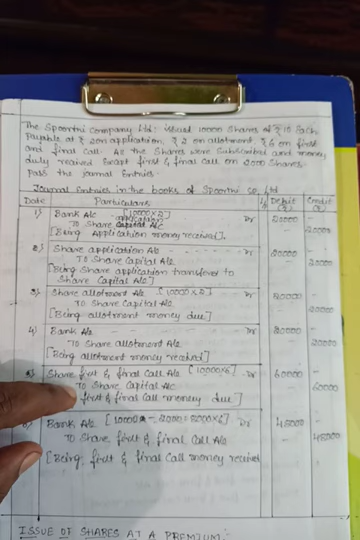 The Spoorthi Company Ltd: issued 10000 Shares of ₹10 Each
Payable at ₹ 2 on application, ₹ 2 on allotment, ₹ 6 on first
and final call. All the Shares were Subscribed and money
duly received Except first & final call on 2000 Shares
Pass the Journal Entries.
Journal Entries in the books of Spoorthi Co, Ltd
Date Particulars Debit (₹) Credit (₹)
1) Bank A/c [10000×2] Dr 20000 -
To Share Capital A/c - 20000
application
[Being Application money received].
2) Share application A/c Dr 20000 -
To Share Capital A/c - 20000
[Being Share application transfer to
Share Capital A/c]
3) Share allotment A/c [10000×2] Dr 20000 -
To Share Capital A/c - 20000
[Being allotment money due]
4) Bank A/c Dr 20000 -
To Share allotment A/c - 20000
[Being allotment money received]
Share first & final Call A/c [10000×6] Dr 60000 -
To Share Capital A/c - 60000
first & final Call money due]
Bank A/c [10000 - 2000 = 8000×6] Dr 48000 -
To Share first & final Call A/c - 48000
[Being first & final Call money received
ISSUE OF SHARES AT A PREMIUM: